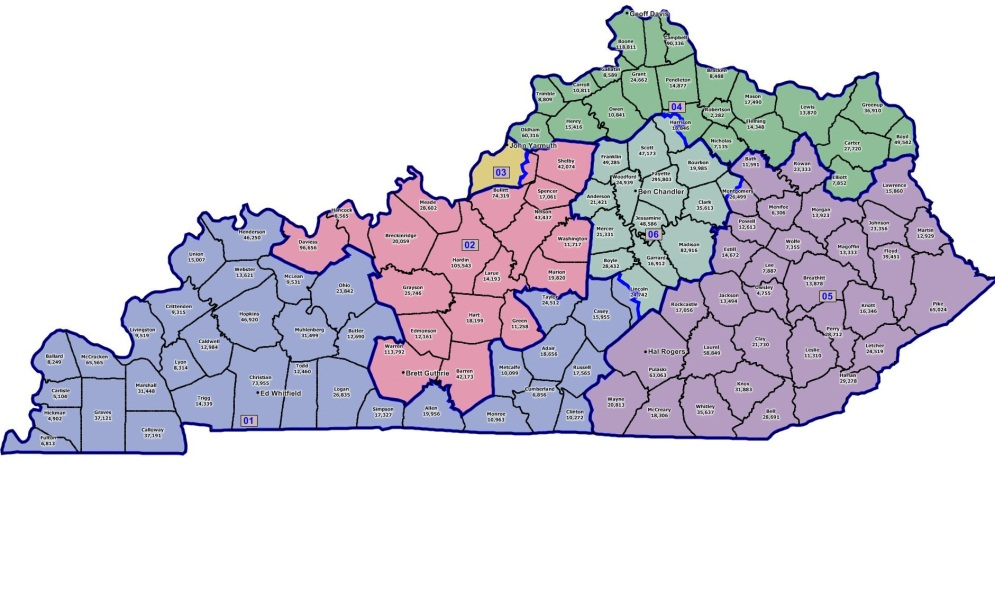 Geoff Davis
Boone
118,811
Campbell
90,336
Gallatin
8,589
Grant
24,662
Pendleton
14,877
Bracken
8,488
Carroll
10,811
Trimble
8,809
Owen
10,841
Mason
17,490
Lewis
13,870
Greenup
36,910
04
Robertson
2,282
Fleming
14,348
Henry
15,416
Oldham
60,316
Harrison
Nicholas
7,135
Carter
27,720
Boyd
49,542
John Yarmuth
Scott
47,173
Elliott
7,852
Shelby
42,074
Franklin
49,285
Bourbon
19,985
Bath
11,591
Rowan
23,333
03
Woodford
24,939
Fayette
295,803
Bullitt
74,319
Spencer
17,061
Ben Chandler
Montgomery
26,499
Lawrence
15,860
Anderson
21,421
Clark
35,613
Menifee
6,306
Morgan
13,923
Meade
28,602
Hancock
8,565
Nelson
43,437
Jessamine
48,586
Powell
12,613
Johnson
23,356
Martin
12,929
Henderson
46,250
Daviess
96,656
Breckinridge
20,059
02
Washington
11,717
Mercer
21,331
06
Madison
82,916
Estill
14,672
Wolfe
7,355
Magoffin
13,333
Floyd
39,451
Union
15,007
Hardin
105,543
Boyle
28,432
Garrard
16,912
Lee
7,887
Webster
13,621
McLean
9,531
Larue
14,193
Marion
19,820
Breathitt
13,878
Ohio
23,842
Grayson
25,746
Lincoln
24,742
Jackson
13,494
Owsley
4,755
05
Crittenden
9,315
Taylor
24,512
Rockcastle
17,056
Knott
16,346
Pike
65,024
Hopkins
46,920
Hart
18,199
Casey
15,955
Livingston
9,519
Muhlenberg
31,499
Butler
12,690
Edmonson
12,161
Green
11,258
Perry
28,712
Caldwell
12,984
Laurel
58,849
Clay
21,730
Letcher
24,519
Warren
113,792
Adair
18,656
Hal Rogers
Leslie
11,310
Ballard
8,249
McCracken
65,565
Lyon
8,314
Todd
12,460
Brett Guthrie
Barren
42,173
Metcalfe
10,099
Russell
17,565
Pulaski
63,063
Harlan
29,278
Christian
73,955
Marshall
31,448
Knox
31,883
Carlisle
5,104
Ed Whitfield
Logan
26,835
Cumberland
6,856
Trigg
14,339
Wayne
20,813
Hickman
4,902
Graves
37,121
Simpson
17,327
Allen
19,956
Monroe
10,963
Clinton
10,272
McCreary
18,306
Whitley
35,637
Bell
28,691
01
Calloway
37,191
Fulton
6,813